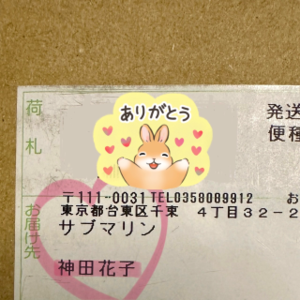 荷札
ありがとう
発送
便種
お届け先
〒111-0031 TEL0358089912 お
東京都台東区千束 4丁目32-2
サブマリン
神田花子